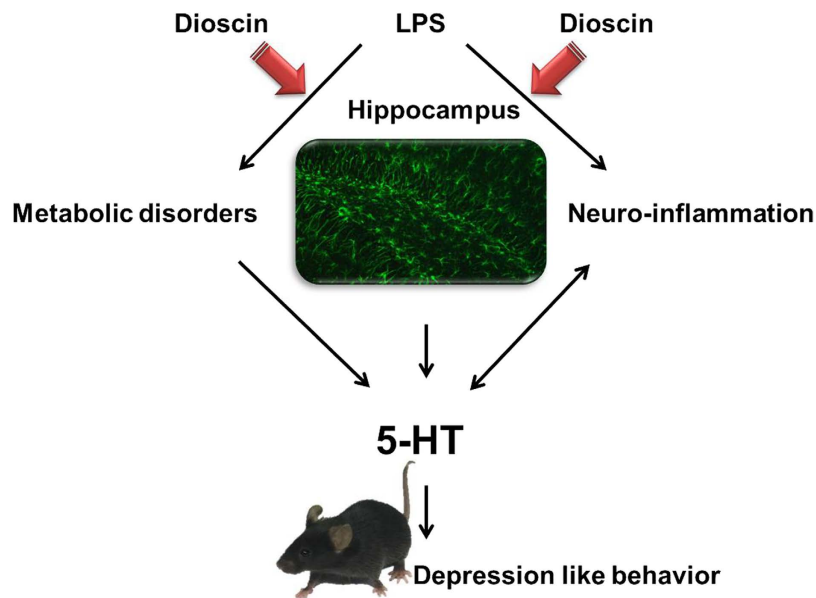 Dioscin
LPS
Dioscin
Hippocampus
Metabolic disorders
Neuro-inflammation
5-HT
Depression like behavior